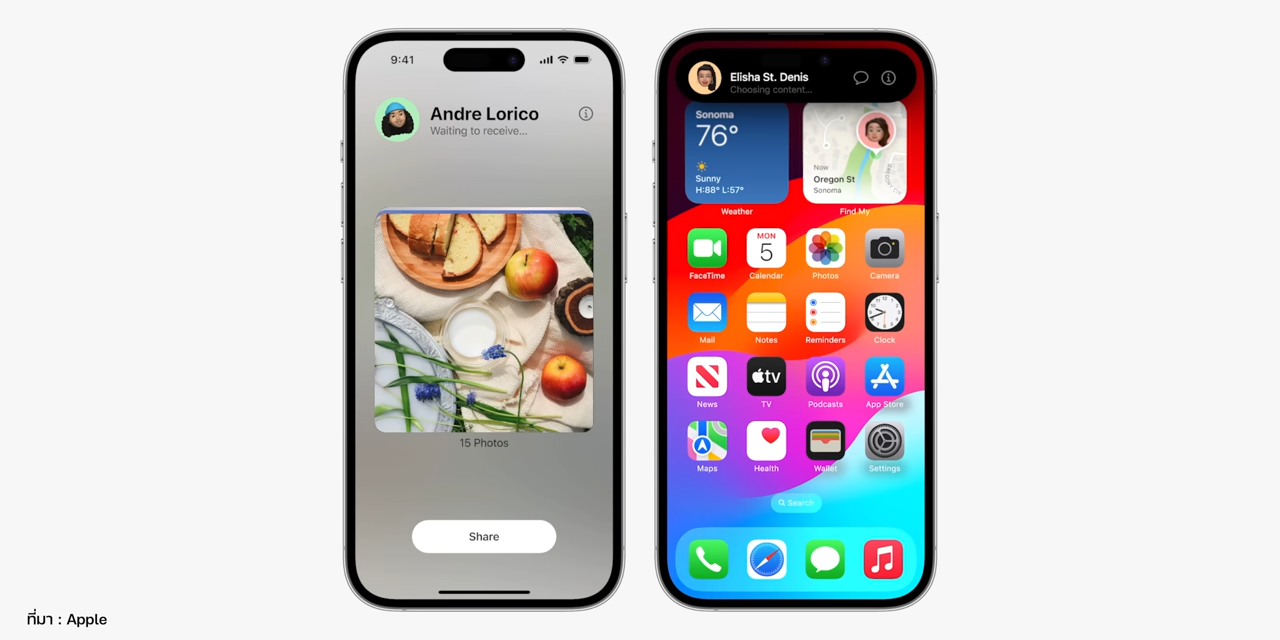 9:41
Andre Lorico
Waiting to receive...
15 Photos
Share
Elisha St. Denis
Choosing content...
Sonoma
76°
Sunny
H:88° L:57°
Weather
Now
Oregon St
Sonoma
Find My
MON
5
FaceTime
Calendar
Photos
Camera
Mail
Notes
Reminders
Clock
tv
News
TV
Podcasts
App Store
Maps
Health
Wallet
Settings
Search
ที่มา : Apple